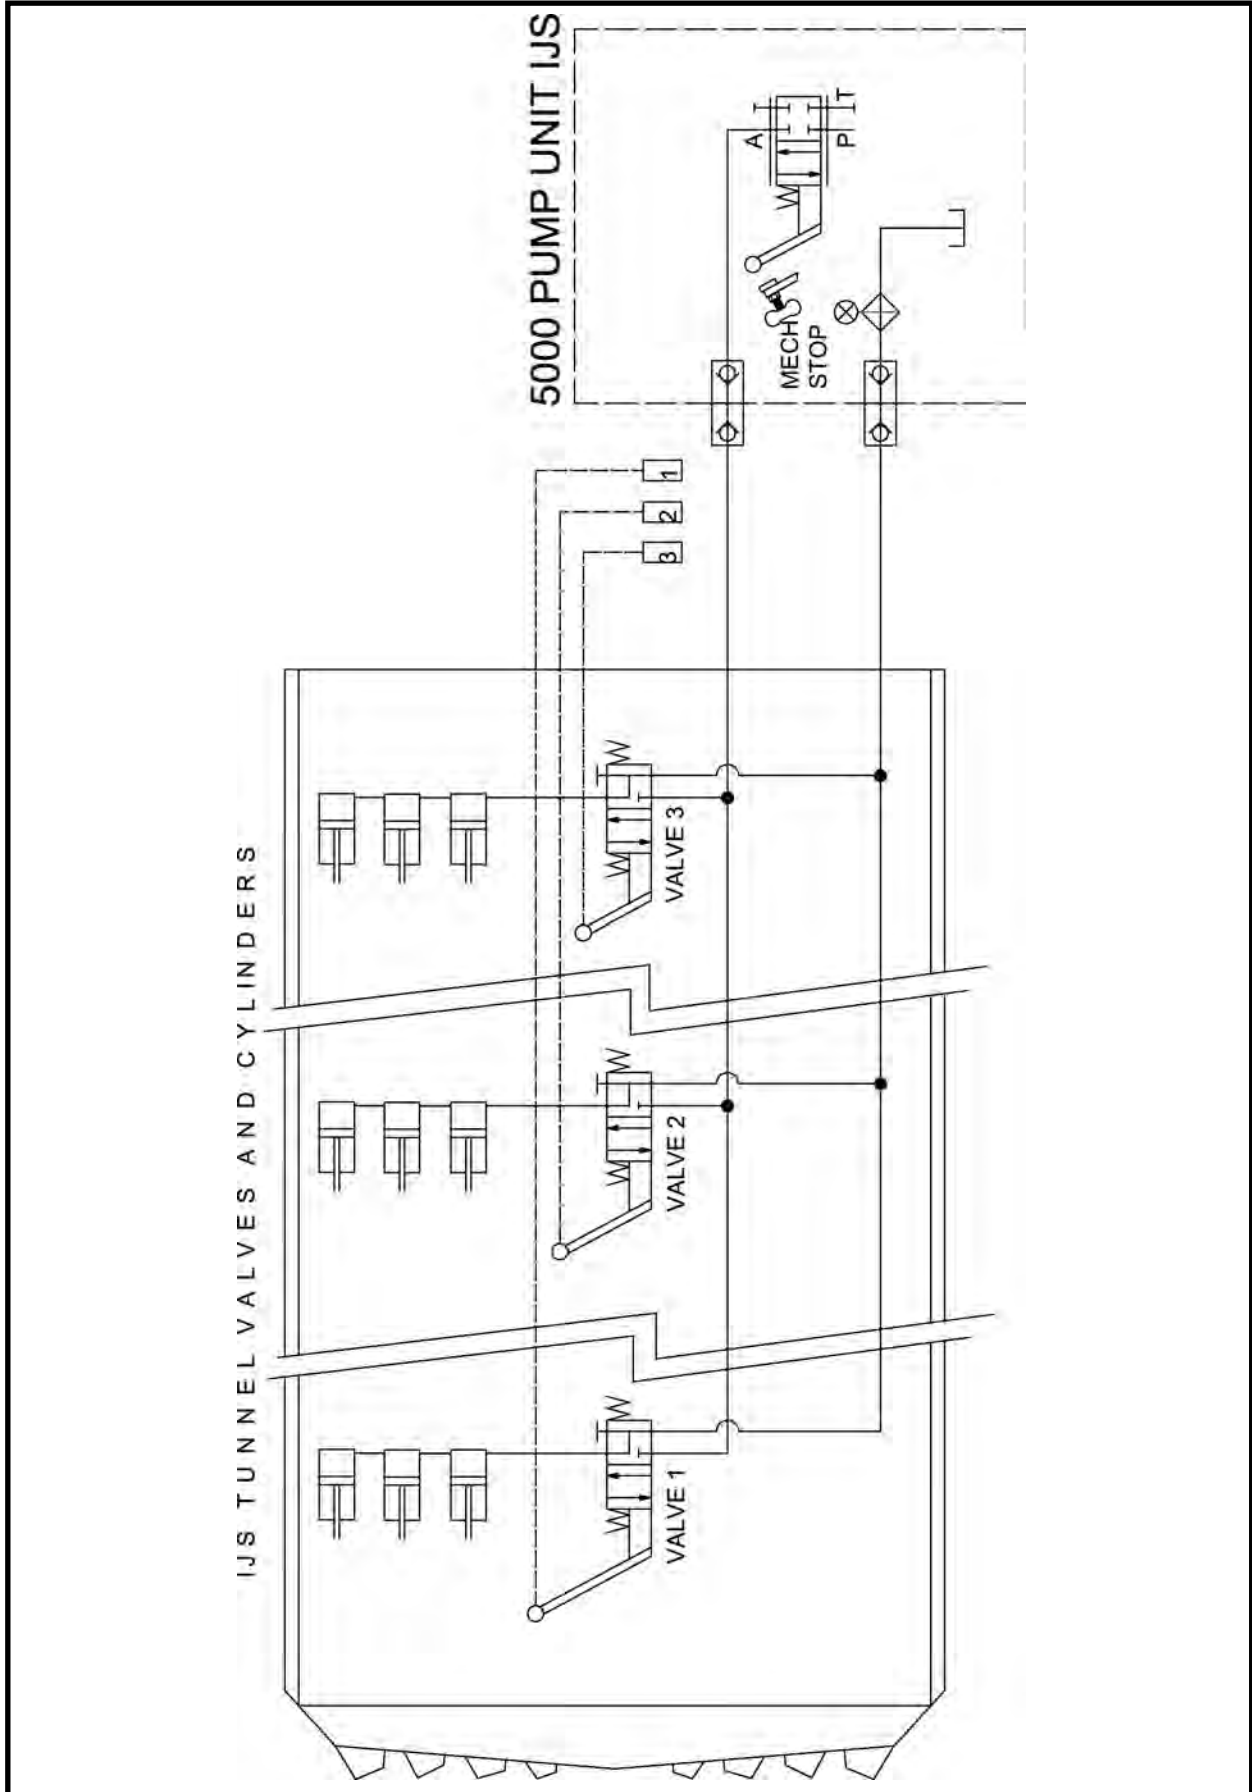 5000 PUMP UNIT IJS
A
T
P
MECH
STOP
1
2
3
IJS TUNNEL VALVES AND CYLINDERS
VALVE 3
VALVE 2
VALVE 1